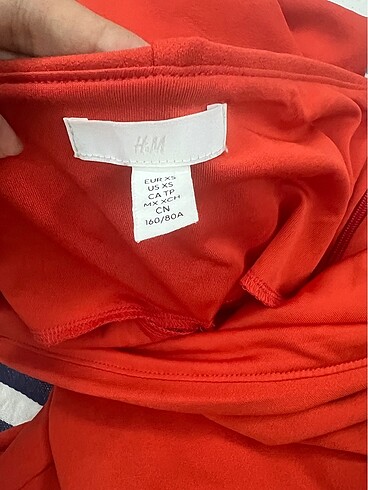 H&M
EUR XS
US XS
CA TP
MX XCH
CN
160/80A